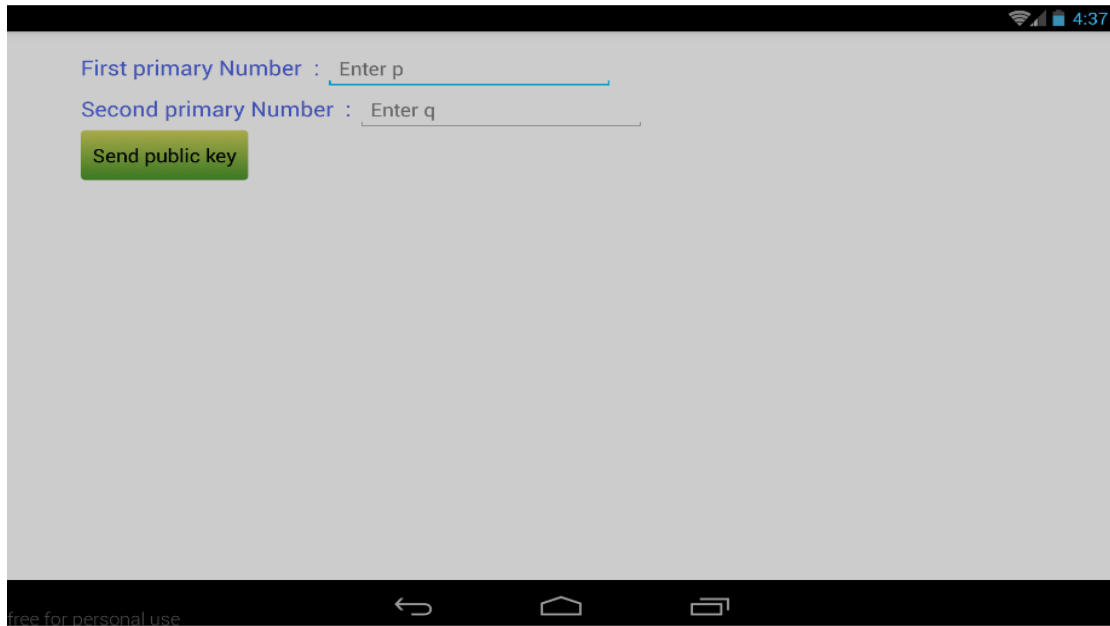 4:37
First primary Number : Enter p
Second primary Number : Enter q
Send public key
free for personal use